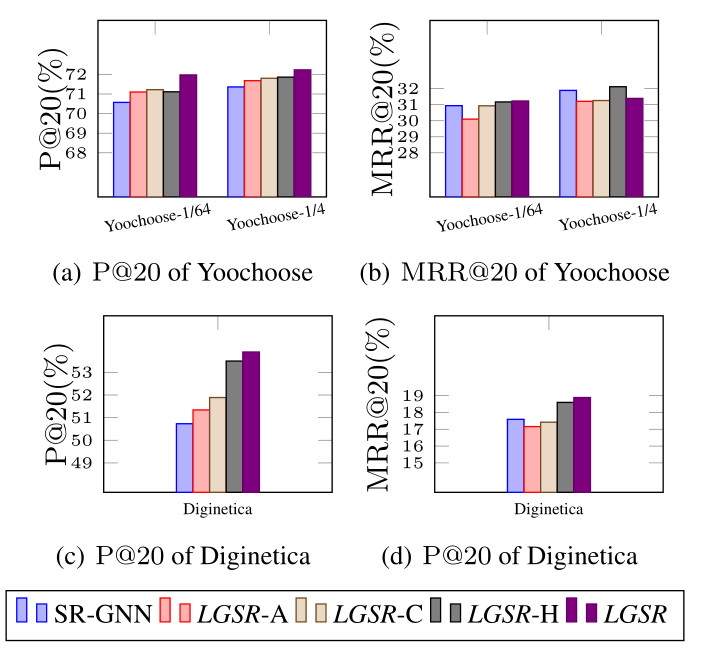 P@20(%)
72
71
70
69
68
Yoochoose-1/64
Yoochoose-1/4
(a) P@20 of Yoochoose
MRR@20(%)
32
31
30
29
28
Yoochoose-1/64
Yoochoose-1/4
(b) MRR@20 of Yoochoose
P@20(%)
53
52
51
50
49
Diginetica
(c) P@20 of Diginetica
MRR@20(%)
19
18
17
16
15
Diginetica
(d) P@20 of Diginetica
SR-GNN LGSR-A LGSR-C LGSR-H LGSR